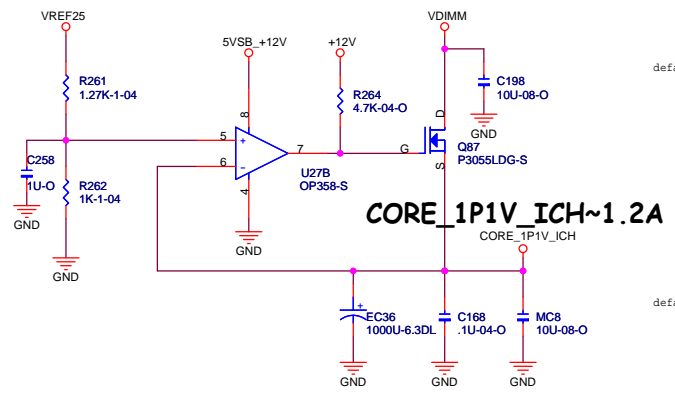 VREF25
VDIMM
5VSB_+12V
+12V
R261
1.27K-1-04
R264
4.7K-04-O
C198
10U-08-O
GND
8
D
5
+
7
G
Q87
P3055LDG-S
6
-
S
U27B
OP358-S
4
C258
1U-O
R262
1K-1-04
GND
GND
GND
CORE_1P1V_ICH~1.2A
CORE_1P1V_ICH
+
EC36
1000U-6.3DL
C168
.1U-04-O
MC8
10U-08-O
GND
GND
GND
defa
defa